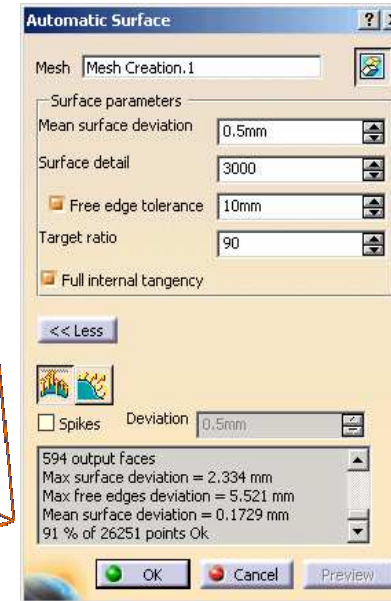 Automatic Surface
Mesh Mesh Creation.1
Surface parameters
Mean surface deviation 0.5mm
Surface detail 3000
Free edge tolerance 10mm
Target ratio 90
Full internal tangency
<< Less
Spikes Deviation 0.5mm
594 output faces
Max surface deviation = 2.334 mm
Max free edges deviation = 5.521 mm
Mean surface deviation = 0.1729 mm
91 % of 26251 points Ok
OK Cancel Preview